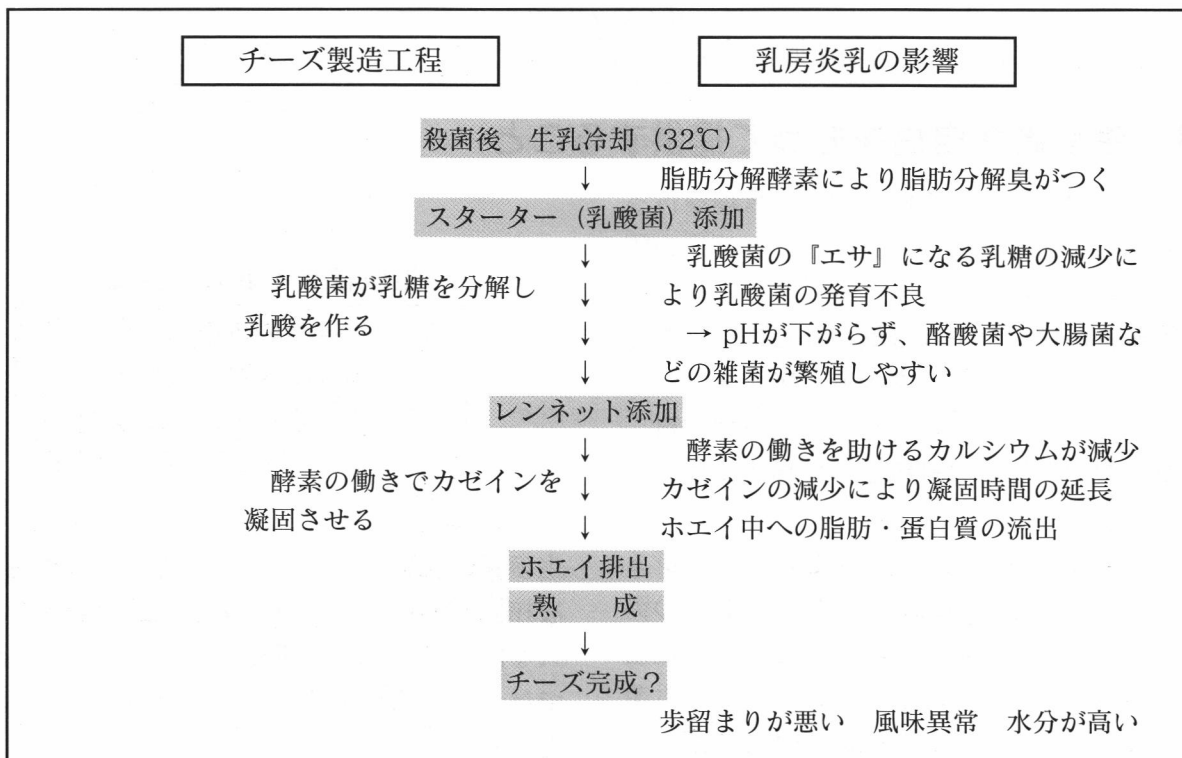 チーズ製造工程
乳房炎乳の影響
殺菌後　牛乳冷却（32℃）
↓
脂肪分解酵素により脂肪分解臭がつく
スターター（乳酸菌）添加
↓
乳酸菌の『エサ』になる乳糖の減少に
乳酸菌が乳糖を分解し
↓
より乳酸菌の発育不良
乳酸を作る
↓
→ pHが下がらず、酪酸菌や大腸菌な
↓
どの雑菌が繁殖しやすい
レンネット添加
↓
酵素の働きを助けるカルシウムが減少
酵素の働きでカゼインを
↓
カゼインの減少により凝固時間の延長
凝固させる
↓
ホエイ中への脂肪・蛋白質の流出
ホエイ排出
熟　　成
↓
チーズ完成？
歩留まりが悪い　風味異常　水分が高い